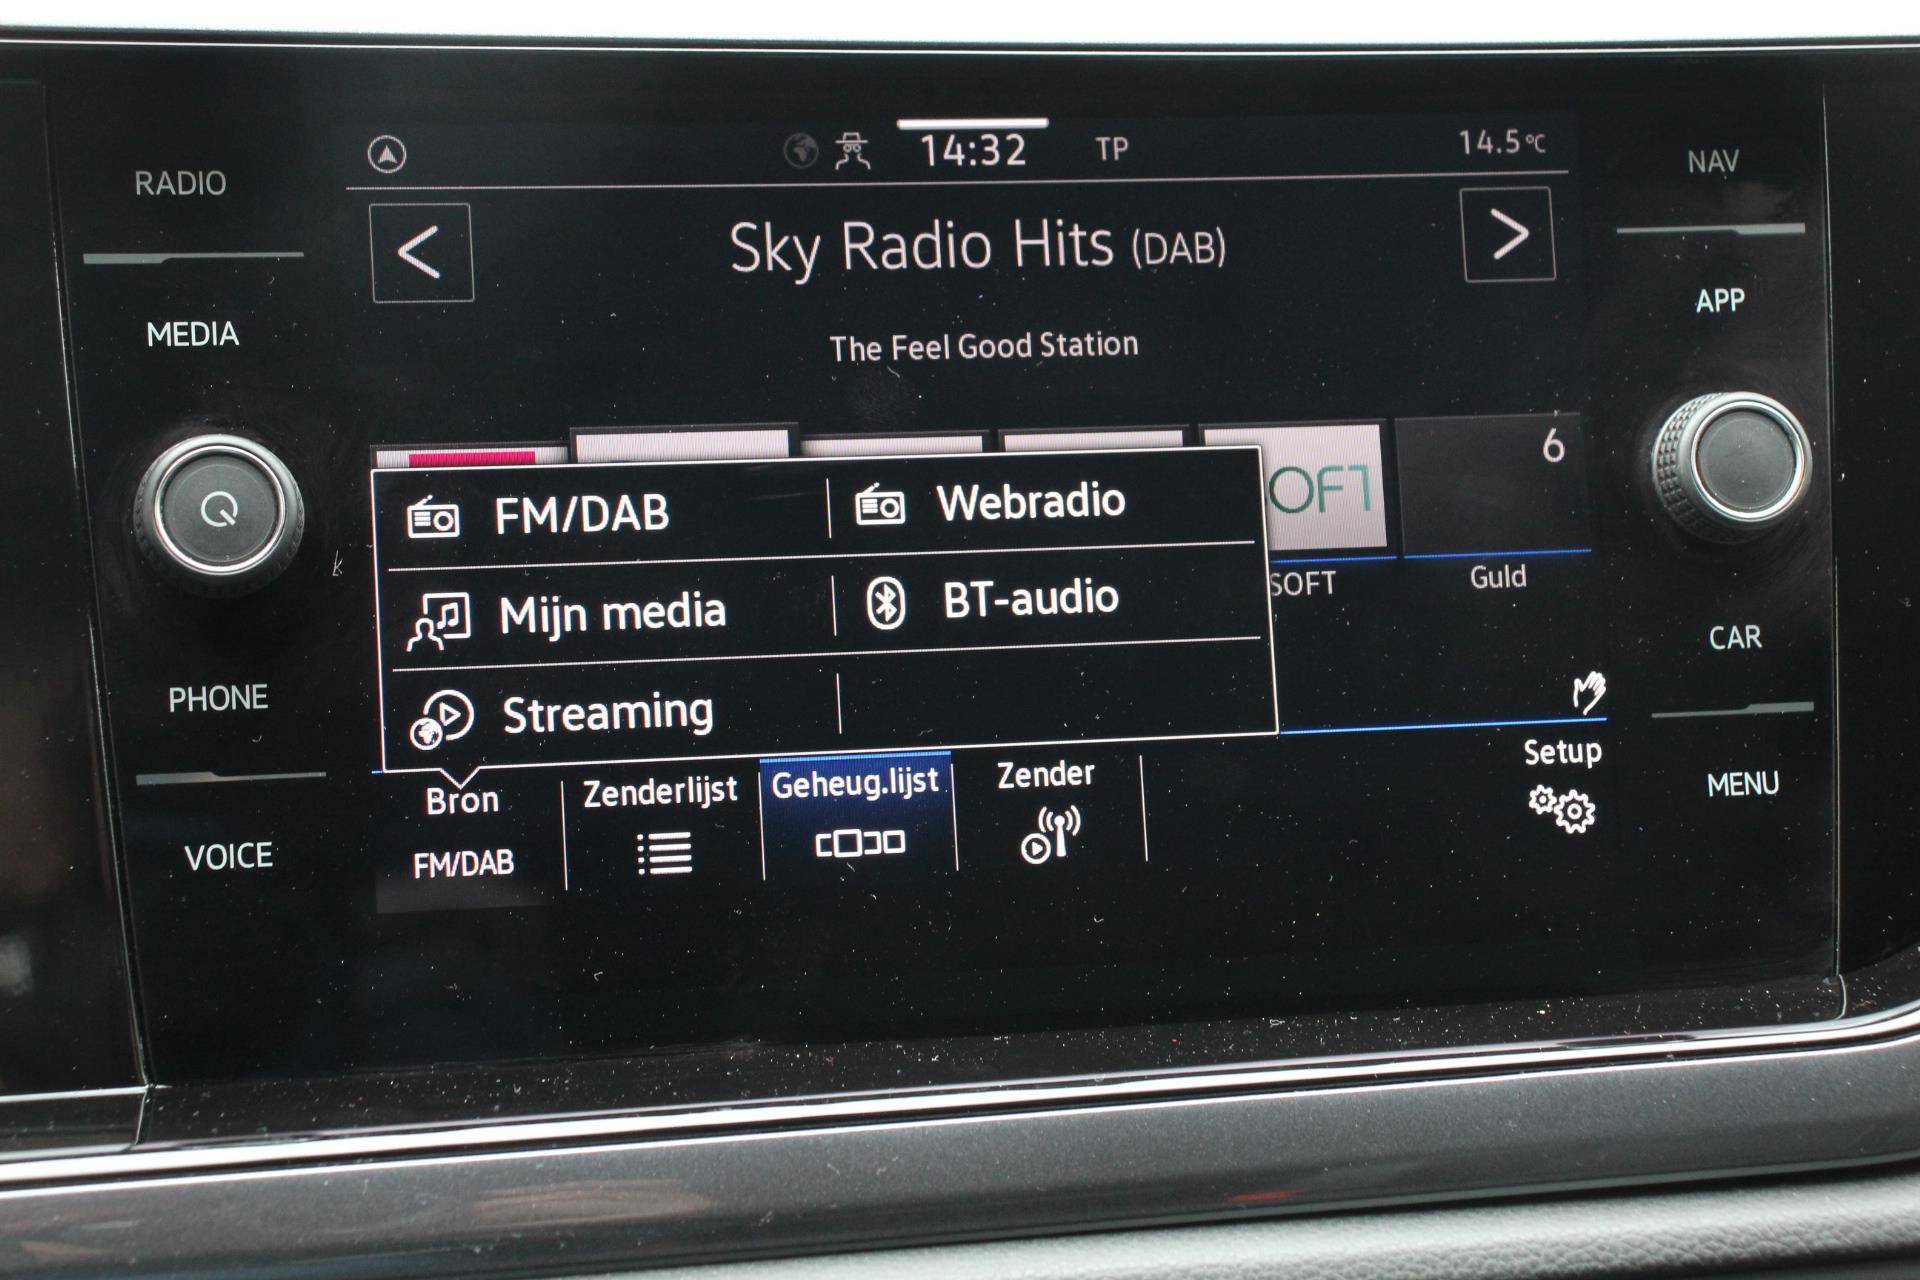 RADIO
MEDIA
PHONE
VOICE
14:32
TP
14.5°C
Sky Radio Hits (DAB)
The Feel Good Station
6
FM/DAB
Webradio
Mijn media
BT-audio
Streaming
SOFT
Guld
Bron
FM/DAB
Zenderlijst
Geheug.lijst
Zender
Setup
NAV
APP
CAR
MENU